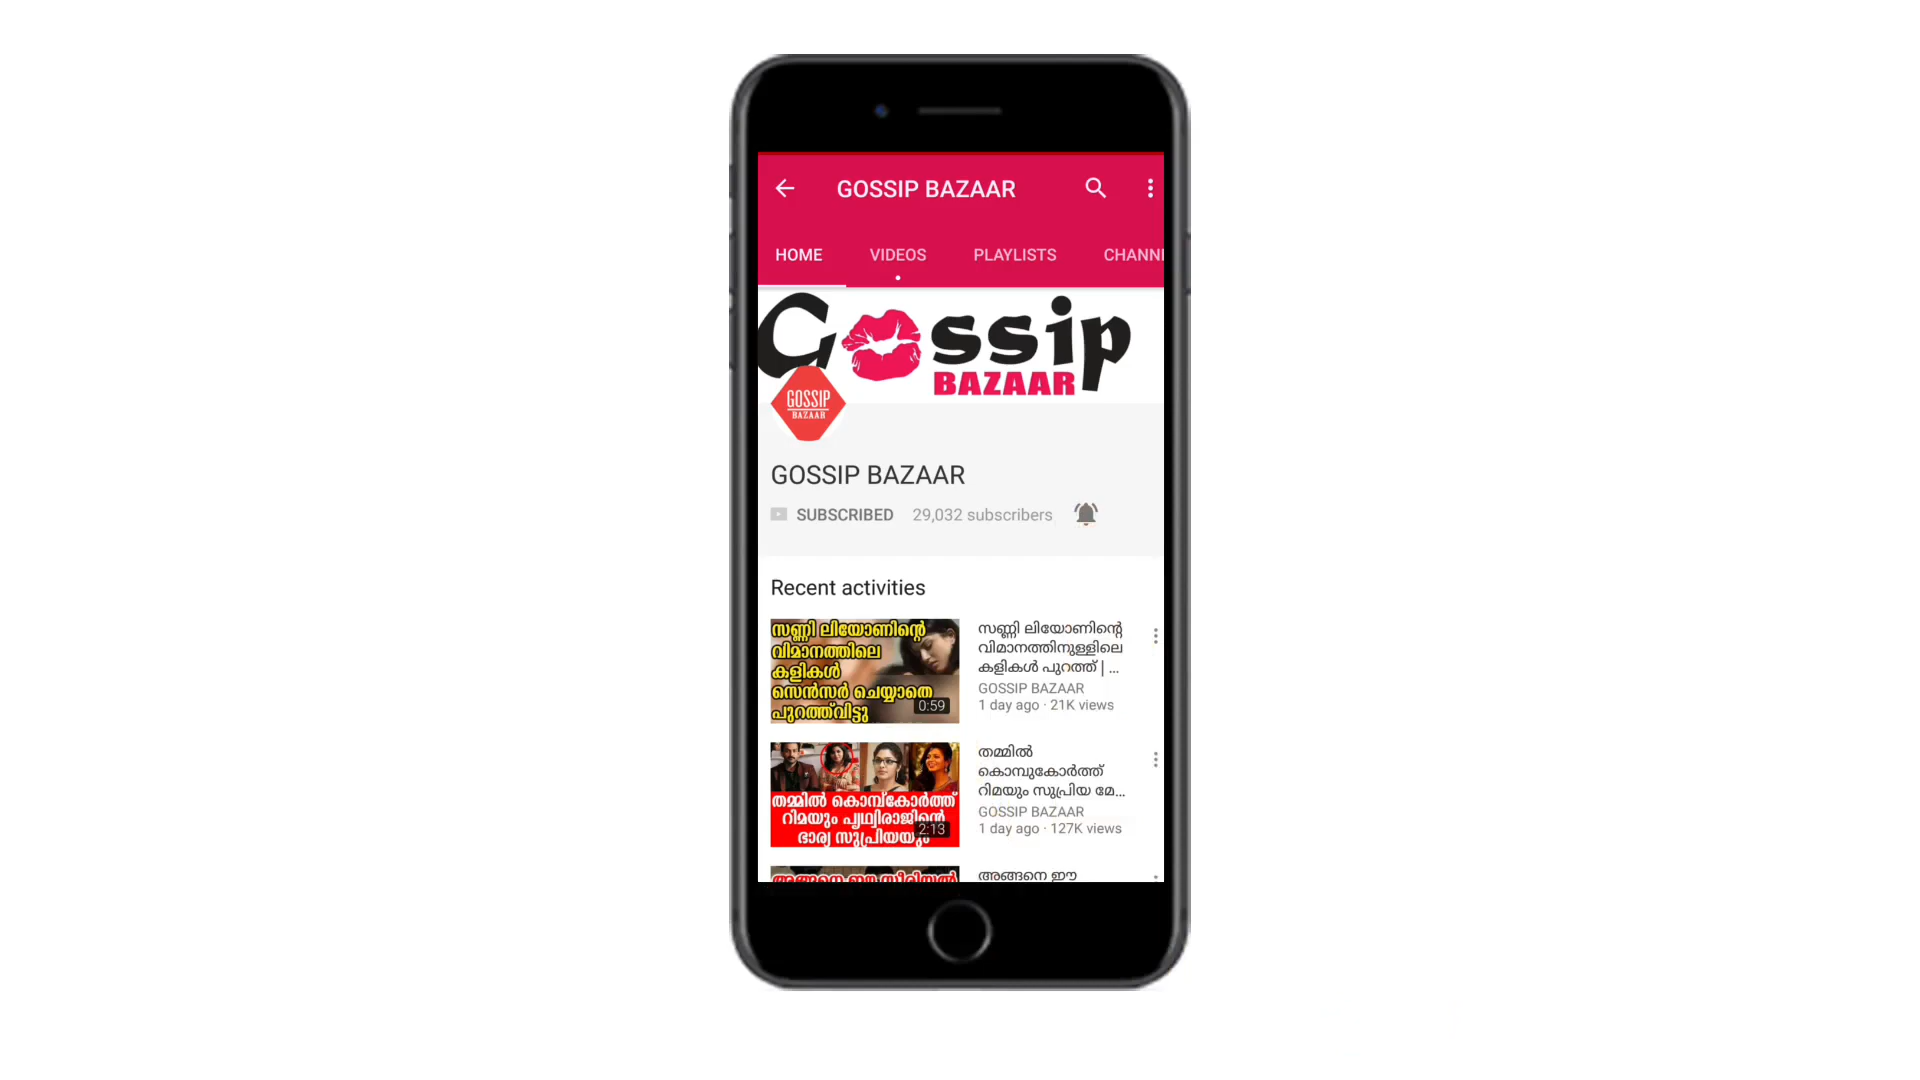 GOSSIP BAZAAR
HOME VIDEOS PLAYLISTS CHANN
Gossip
BAZAAR
GOSSIP
BAZAAR
GOSSIP BAZAAR
SUBSCRIBED 29,032 subscribers
Recent activities
സണ്ണി ലിയോണിന്റെ
വിമാനത്തിലെ
കളികൾ
സെൻസർ ചെയ്യാതെ
പുറത്ത്‌വിട്ടു
0:59
സണ്ണി ലിയോണിന്റെ
വിമാനത്തിനുള്ളിലെ
കളികൾ പുറത്ത് | ...
GOSSIP BAZAAR
1 day ago · 21K views
തമ്മിൽ കൊമ്പ്കോർത്ത്
റിമയും പൃഥ്വിരാജിന്റെ
ഭാര്യ സുപ്രിയയും
2:13
തമ്മിൽ
കൊമ്പുകോർത്ത്
റിമയും സുപ്രിയ മേ...
GOSSIP BAZAAR
1 day ago · 127K views
അങ്ങനെ ഈ